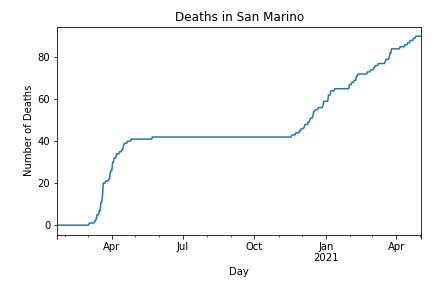 Deaths in San Marino
Number of Deaths
80
60
40
20
0
Apr
Jul
Oct
Jan
2021
Apr
Day